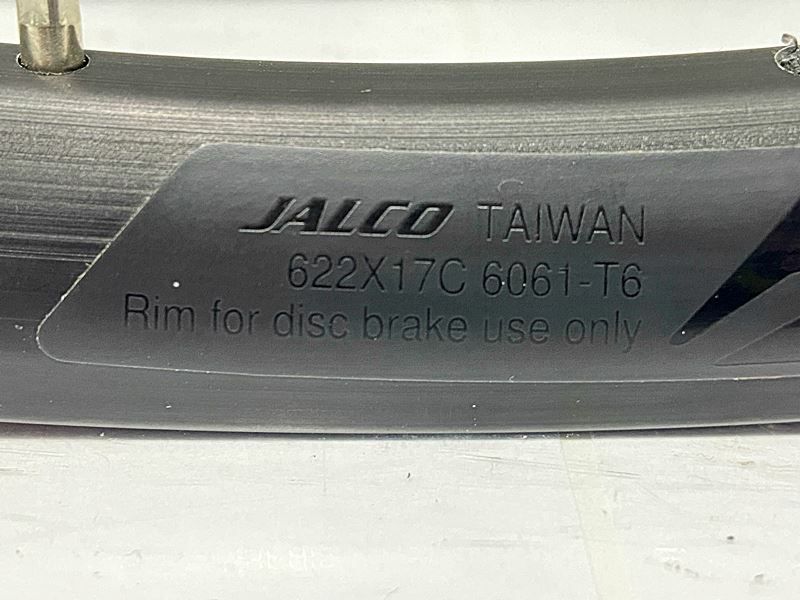 JALCO TAIWAN
622X17C 6061-T6
Rim for disc brake use only